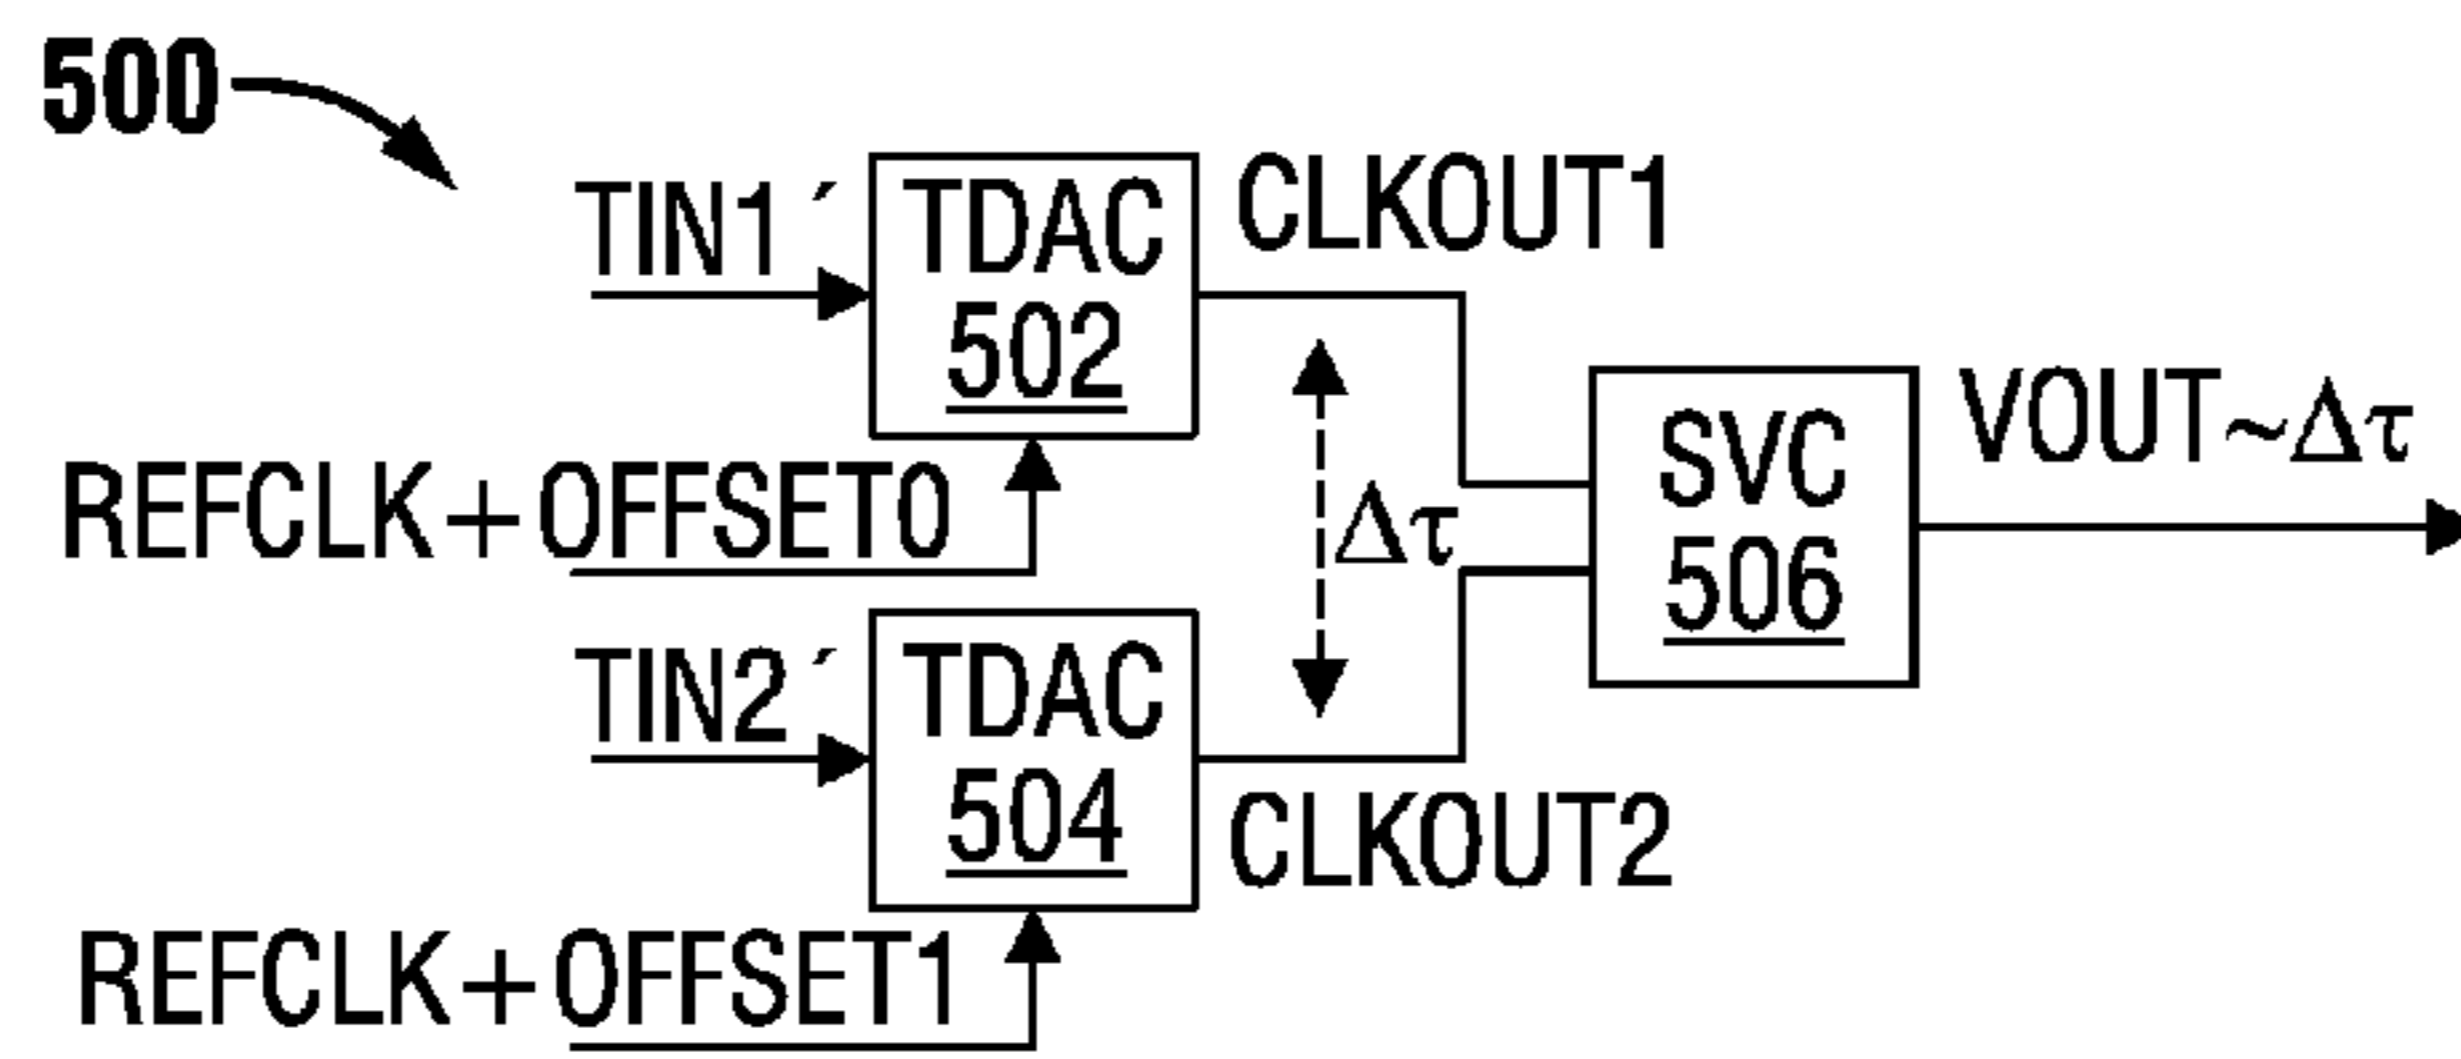 500
TIN1´
TDAC
502
CLKOUT1
REFCLK+OFFSET0
Δτ
SVC
506
VOUT~Δτ
TIN2´
TDAC
504
CLKOUT2
REFCLK+OFFSET1